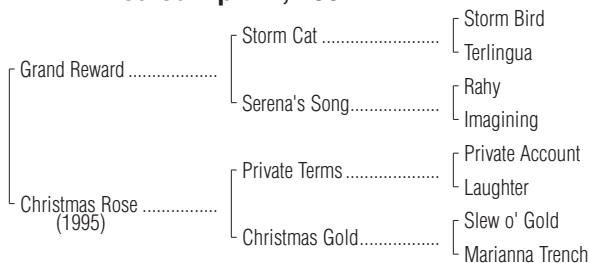 Storm Bird
Storm Cat ........................
Terlingua
Grand Reward ..................
Rahy
Serena's Song..................
Imagining
Private Account
Private Terms ...................
Laughter
Christmas Rose ...............
(1995)
Slew o' Gold
Christmas Gold................
Marianna Trench